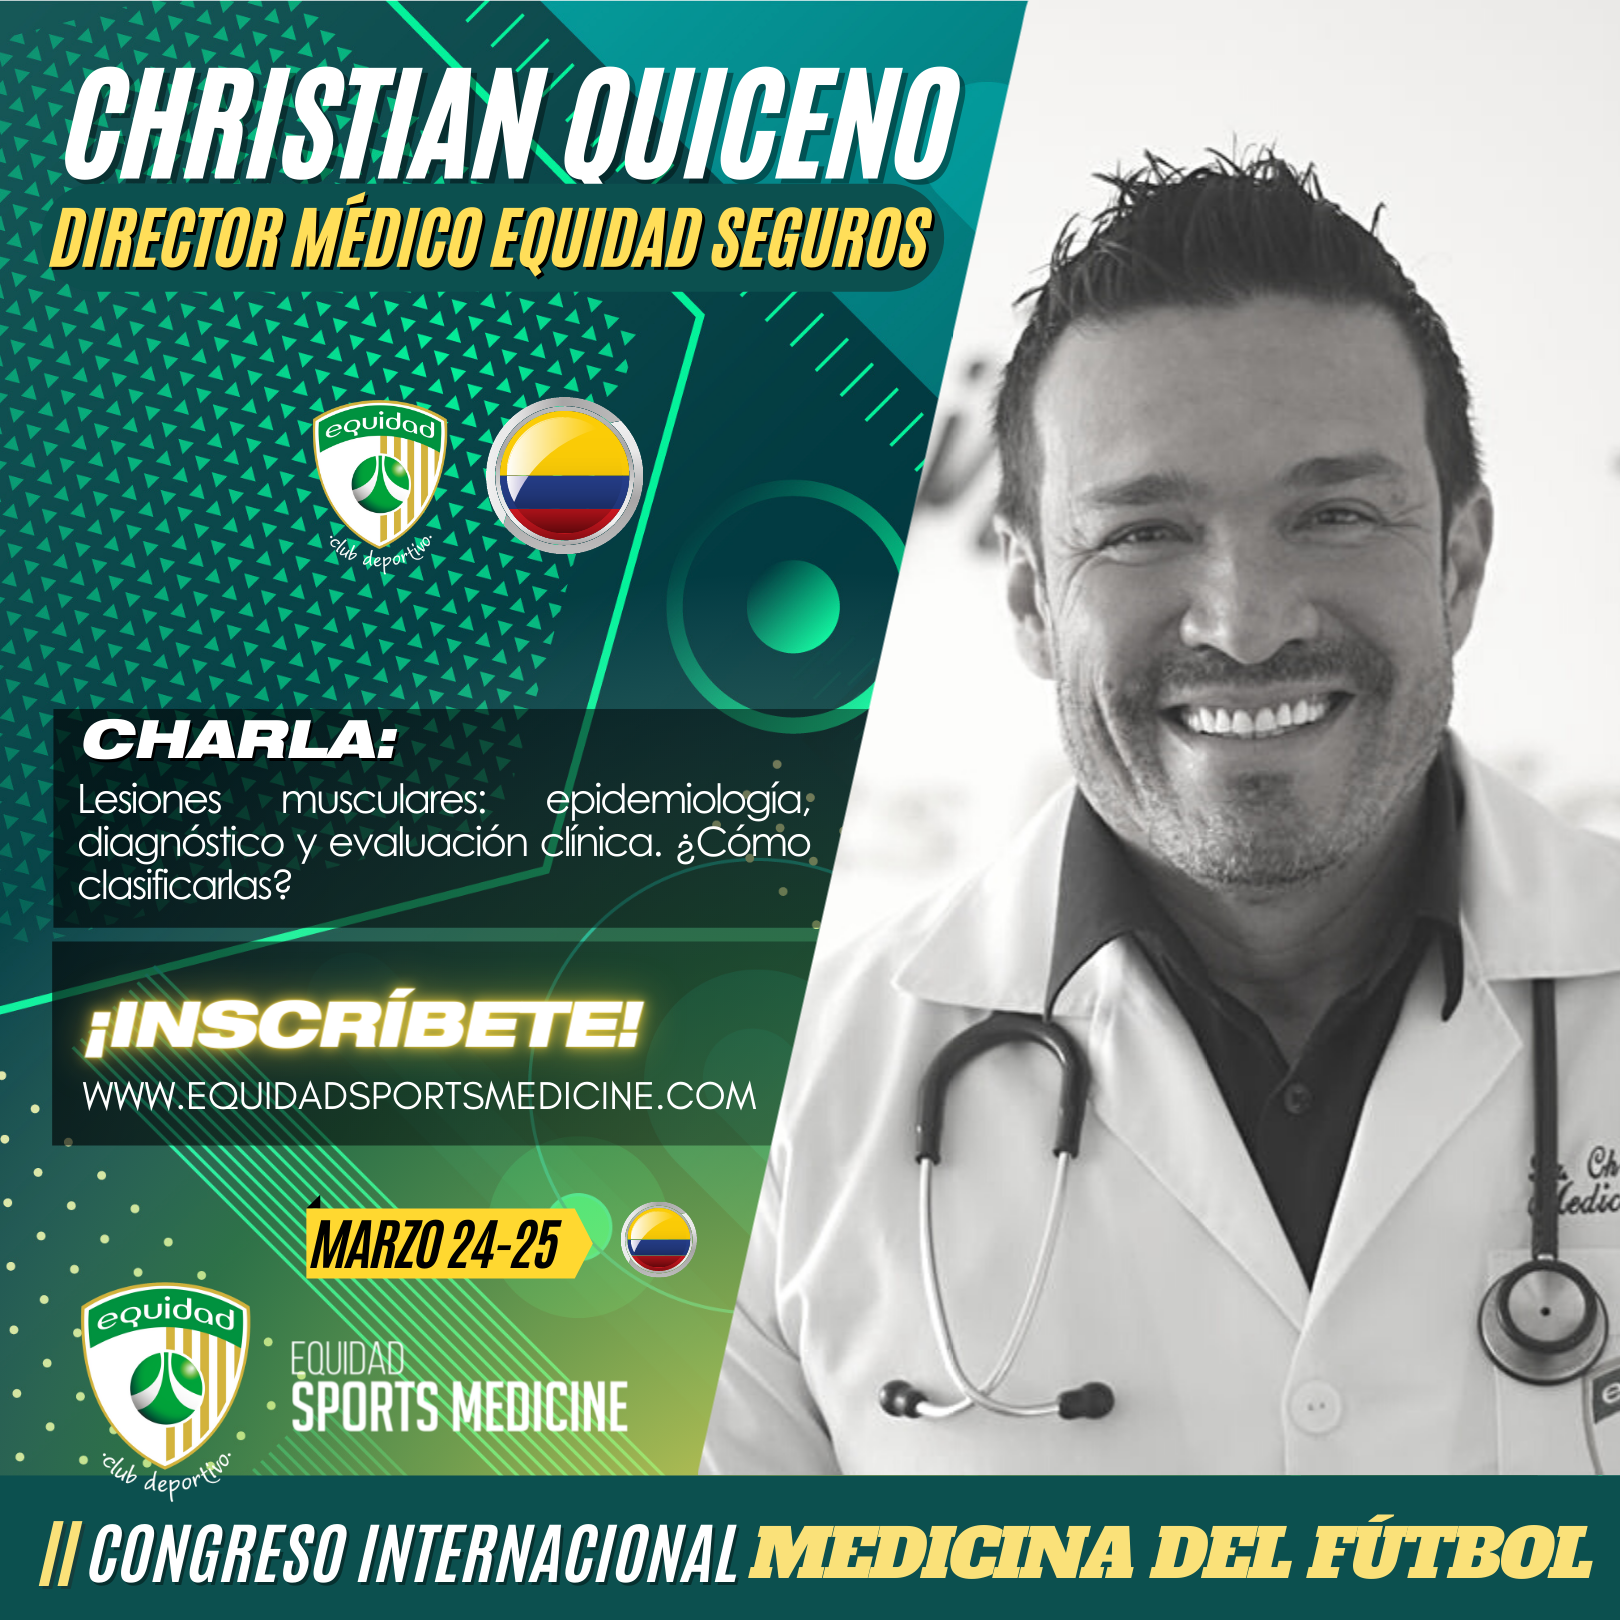 CHRISTIAN QUICENO
DIRECTOR MÉDICO EQUIDAD SEGUROS
equidad
·club deportivo·
CHARLA:
Lesiones musculares: epidemiología,
diagnóstico y evaluación clínica. ¿Cómo
clasificarlas?
¡INSCRÍBETE!
WWW.EQUIDADSPORTSMEDICINE.COM
MARZO 24-25
equidad
·club deportivo·
EQUIDAD
SPORTS MEDICINE
II CONGRESO INTERNACIONAL MEDICINA DEL FÚTBOL